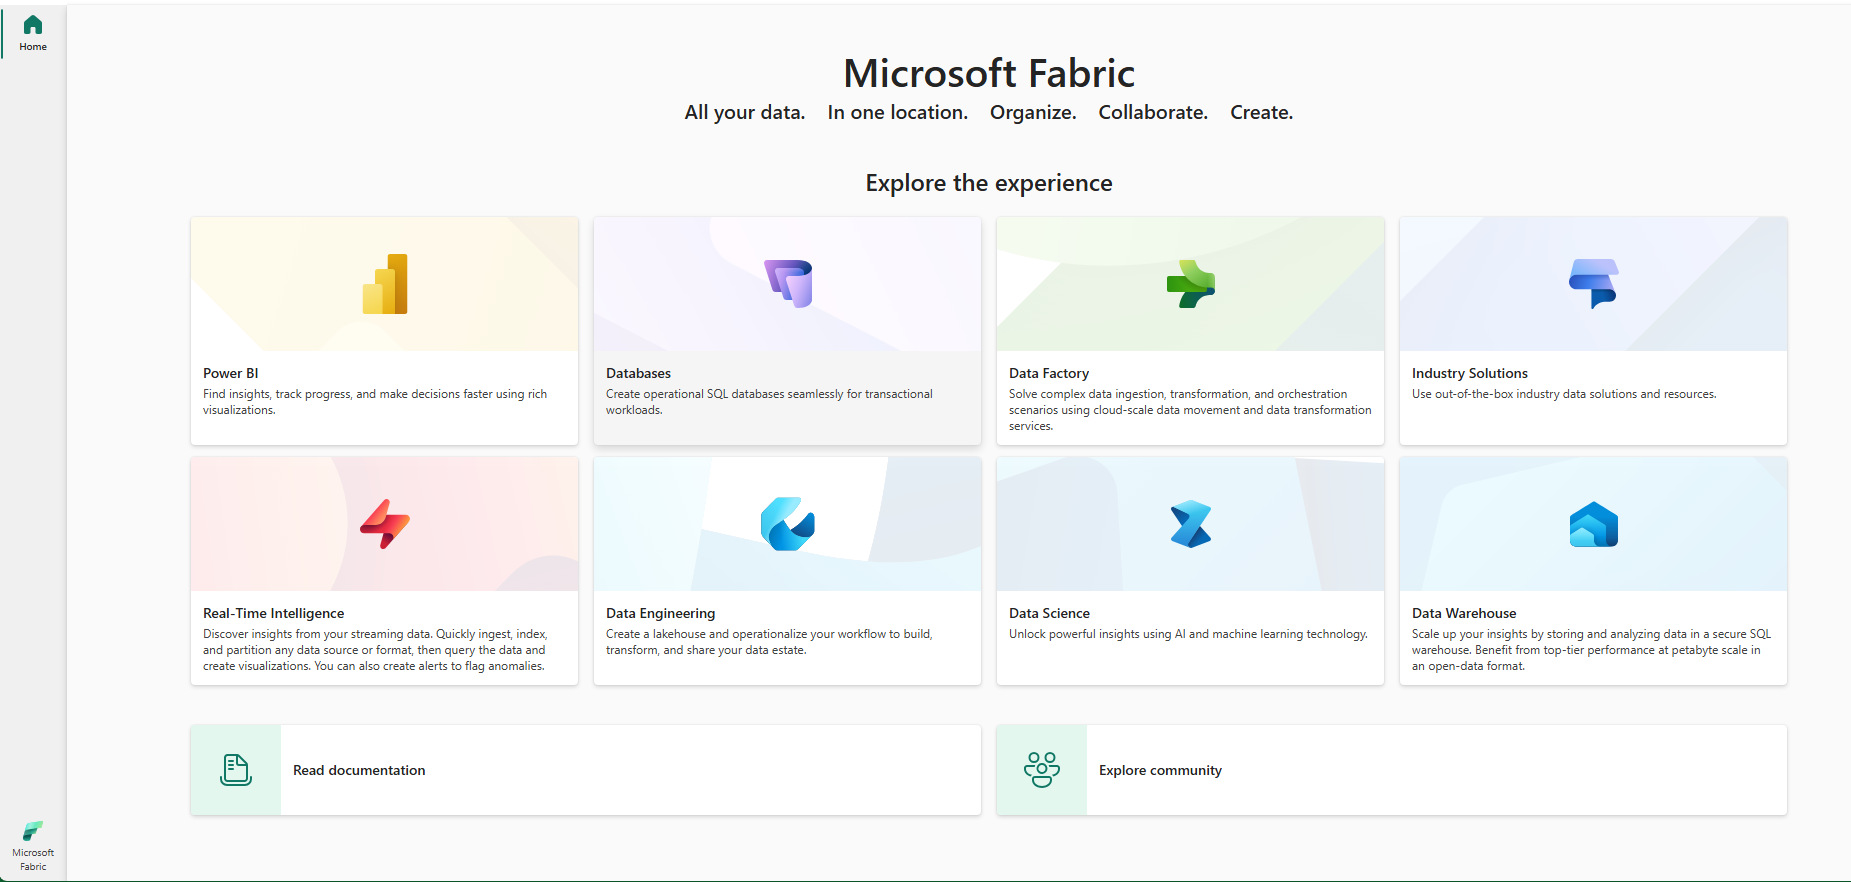 Home
Microsoft Fabric
All your data. In one location. Organize. Collaborate. Create.
Explore the experience
Power BI
Find insights, track progress, and make decisions faster using rich
visualizations.
Databases
Create operational SQL databases seamlessly for transactional
workloads.
Data Factory
Solve complex data ingestion, transformation, and orchestration
scenarios using cloud-scale data movement and data transformation
services.
Industry Solutions
Use out-of-the-box industry data solutions and resources.
Real-Time Intelligence
Discover insights from your streaming data. Quickly ingest, index,
and partition any data source or format, then query the data and
create visualizations. You can also create alerts to flag anomalies.
Data Engineering
Create a lakehouse and operationalize your workflow to build,
transform, and share your data estate.
Data Science
Unlock powerful insights using AI and machine learning technology.
Data Warehouse
Scale up your insights by storing and analyzing data in a secure SQL
warehouse. Benefit from top-tier performance at petabyte scale in
an open-data format.
Read documentation
Explore community
Microsoft
Fabric